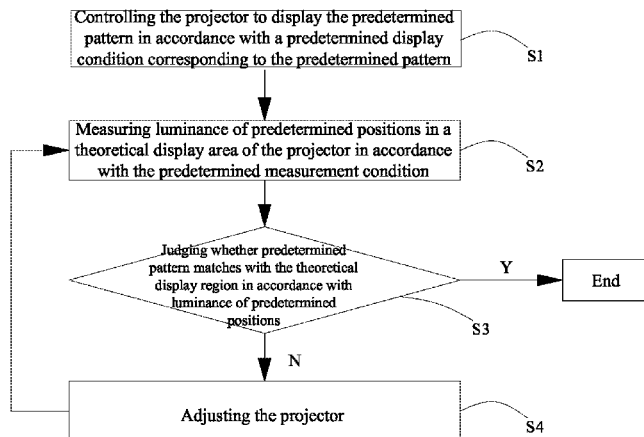 Controlling the projector to display the predetermined
pattern in accordance with a predetermined display
condition corresponding to the predetermined pattern
S1
Measuring luminance of predetermined positions in a
theoretical display area of the projector in accordance
with the predetermined measurement condition
S2
Judging whether predetermined
pattern matches with the theoretical
display region in accordance with
luminance of predetermined
positions
Y
End
S3
N
Adjusting the projector
S4